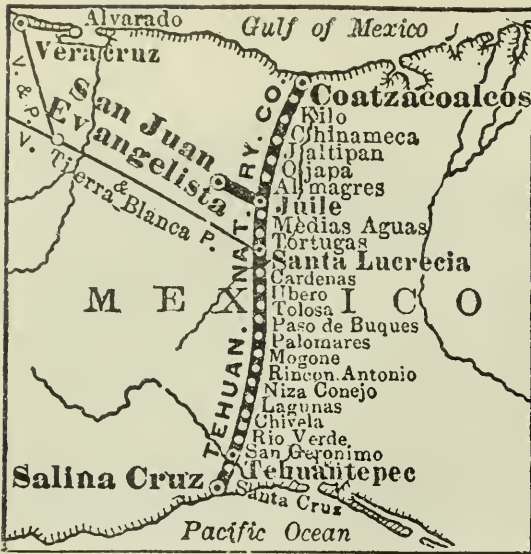 Alvarado
Gulf of Mexico
Veracruz
V. & P.
San Juan
Evangelista
V. & P.
Tierra Blanca
TEHUAN. NAT. RY. CO.
Coatzacoalcos
Kilo
Chinameca
Jaltipan
Ojapa
Almagres
Juile
Medias Aguas
Tortugas
Santa Lucrecia
Cardenas
Ubero
Tolosa
Paso de Buques
Palomares
Mogone
Rincon Antonio
Niza Conejo
Lagunas
Chivela
Rio Verde
San Geronimo
Tehuantepec
Santa Cruz
Salina Cruz
MEXICO
Pacific Ocean